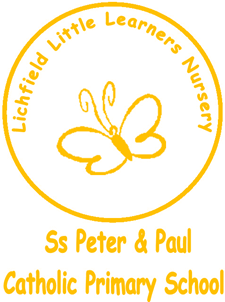 Lichfield Little Learners Nursery
Ss Peter & Paul
Catholic Primary School